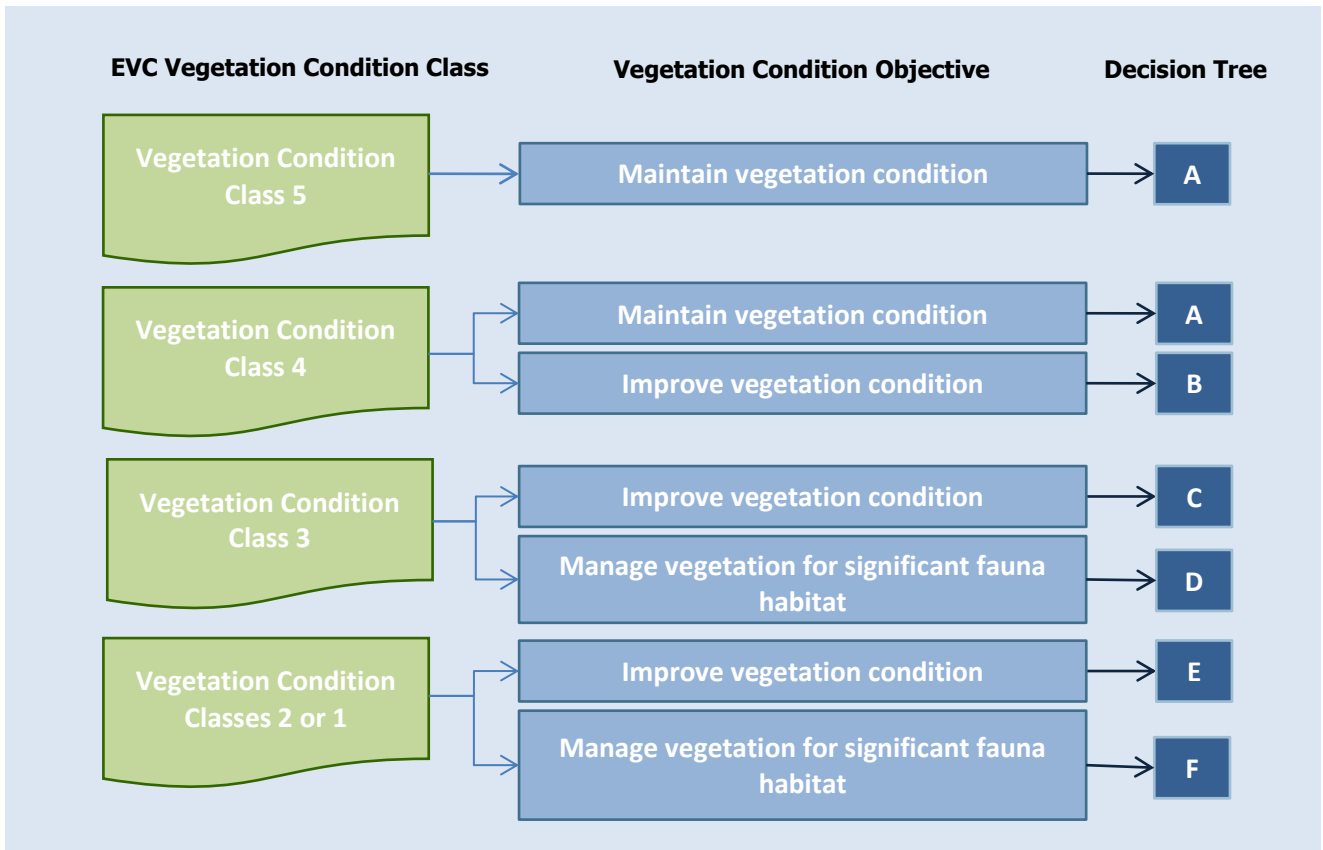 EVC Vegetation Condition Class
Vegetation Condition Objective
Decision Tree
Vegetation Condition
Class 5
Maintain vegetation condition
A
Vegetation Condition
Class 4
Maintain vegetation condition
A
Improve vegetation condition
B
Vegetation Condition
Class 3
Improve vegetation condition
C
Manage vegetation for significant fauna
habitat
D
Vegetation Condition
Classes 2 or 1
Improve vegetation condition
E
Manage vegetation for significant fauna
habitat
F